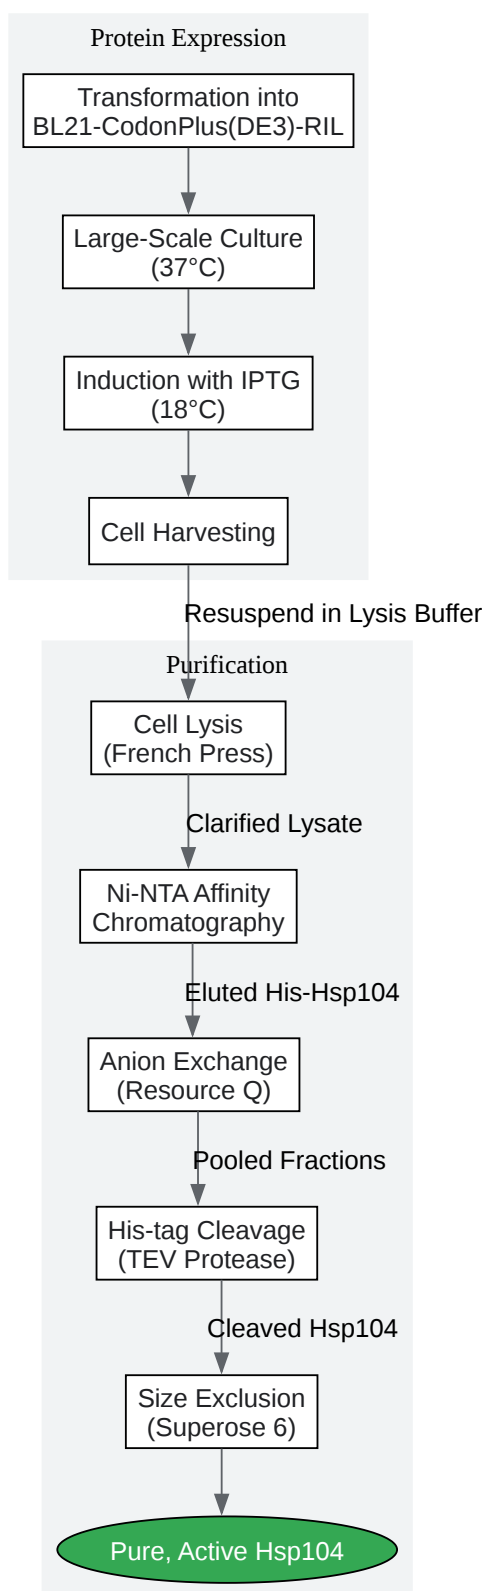 Protein Expression
Transformation into
BL21-CodonPlus(DE3)-RIL
Large-Scale Culture
(37°C)
Induction with IPTG
(18°C)
Cell Harvesting
Resuspend in Lysis Buffer
Purification
Cell Lysis
(French Press)
Clarified Lysate
Ni-NTA Affinity
Chromatography
Eluted His-Hsp104
Anion Exchange
(Resource Q)
Pooled Fractions
His-tag Cleavage
(TEV Protease)
Cleaved Hsp104
Size Exclusion
(Superose 6)
Pure, Active Hsp104